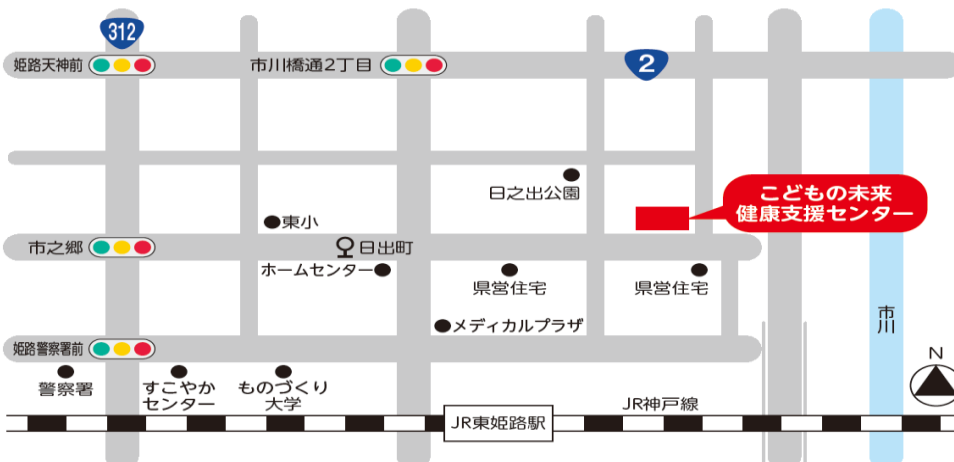 312
姫路天神前
市川橋通2丁目
2
日之出公園
こどもの未来
健康支援センター
東小
市之郷
日出町
ホームセンター
県営住宅
県営住宅
市川
メディカルプラザ
姫路警察署前
警察署
すこやか
センター
ものづくり
大学
N
JR神戸線
JR東姫路駅